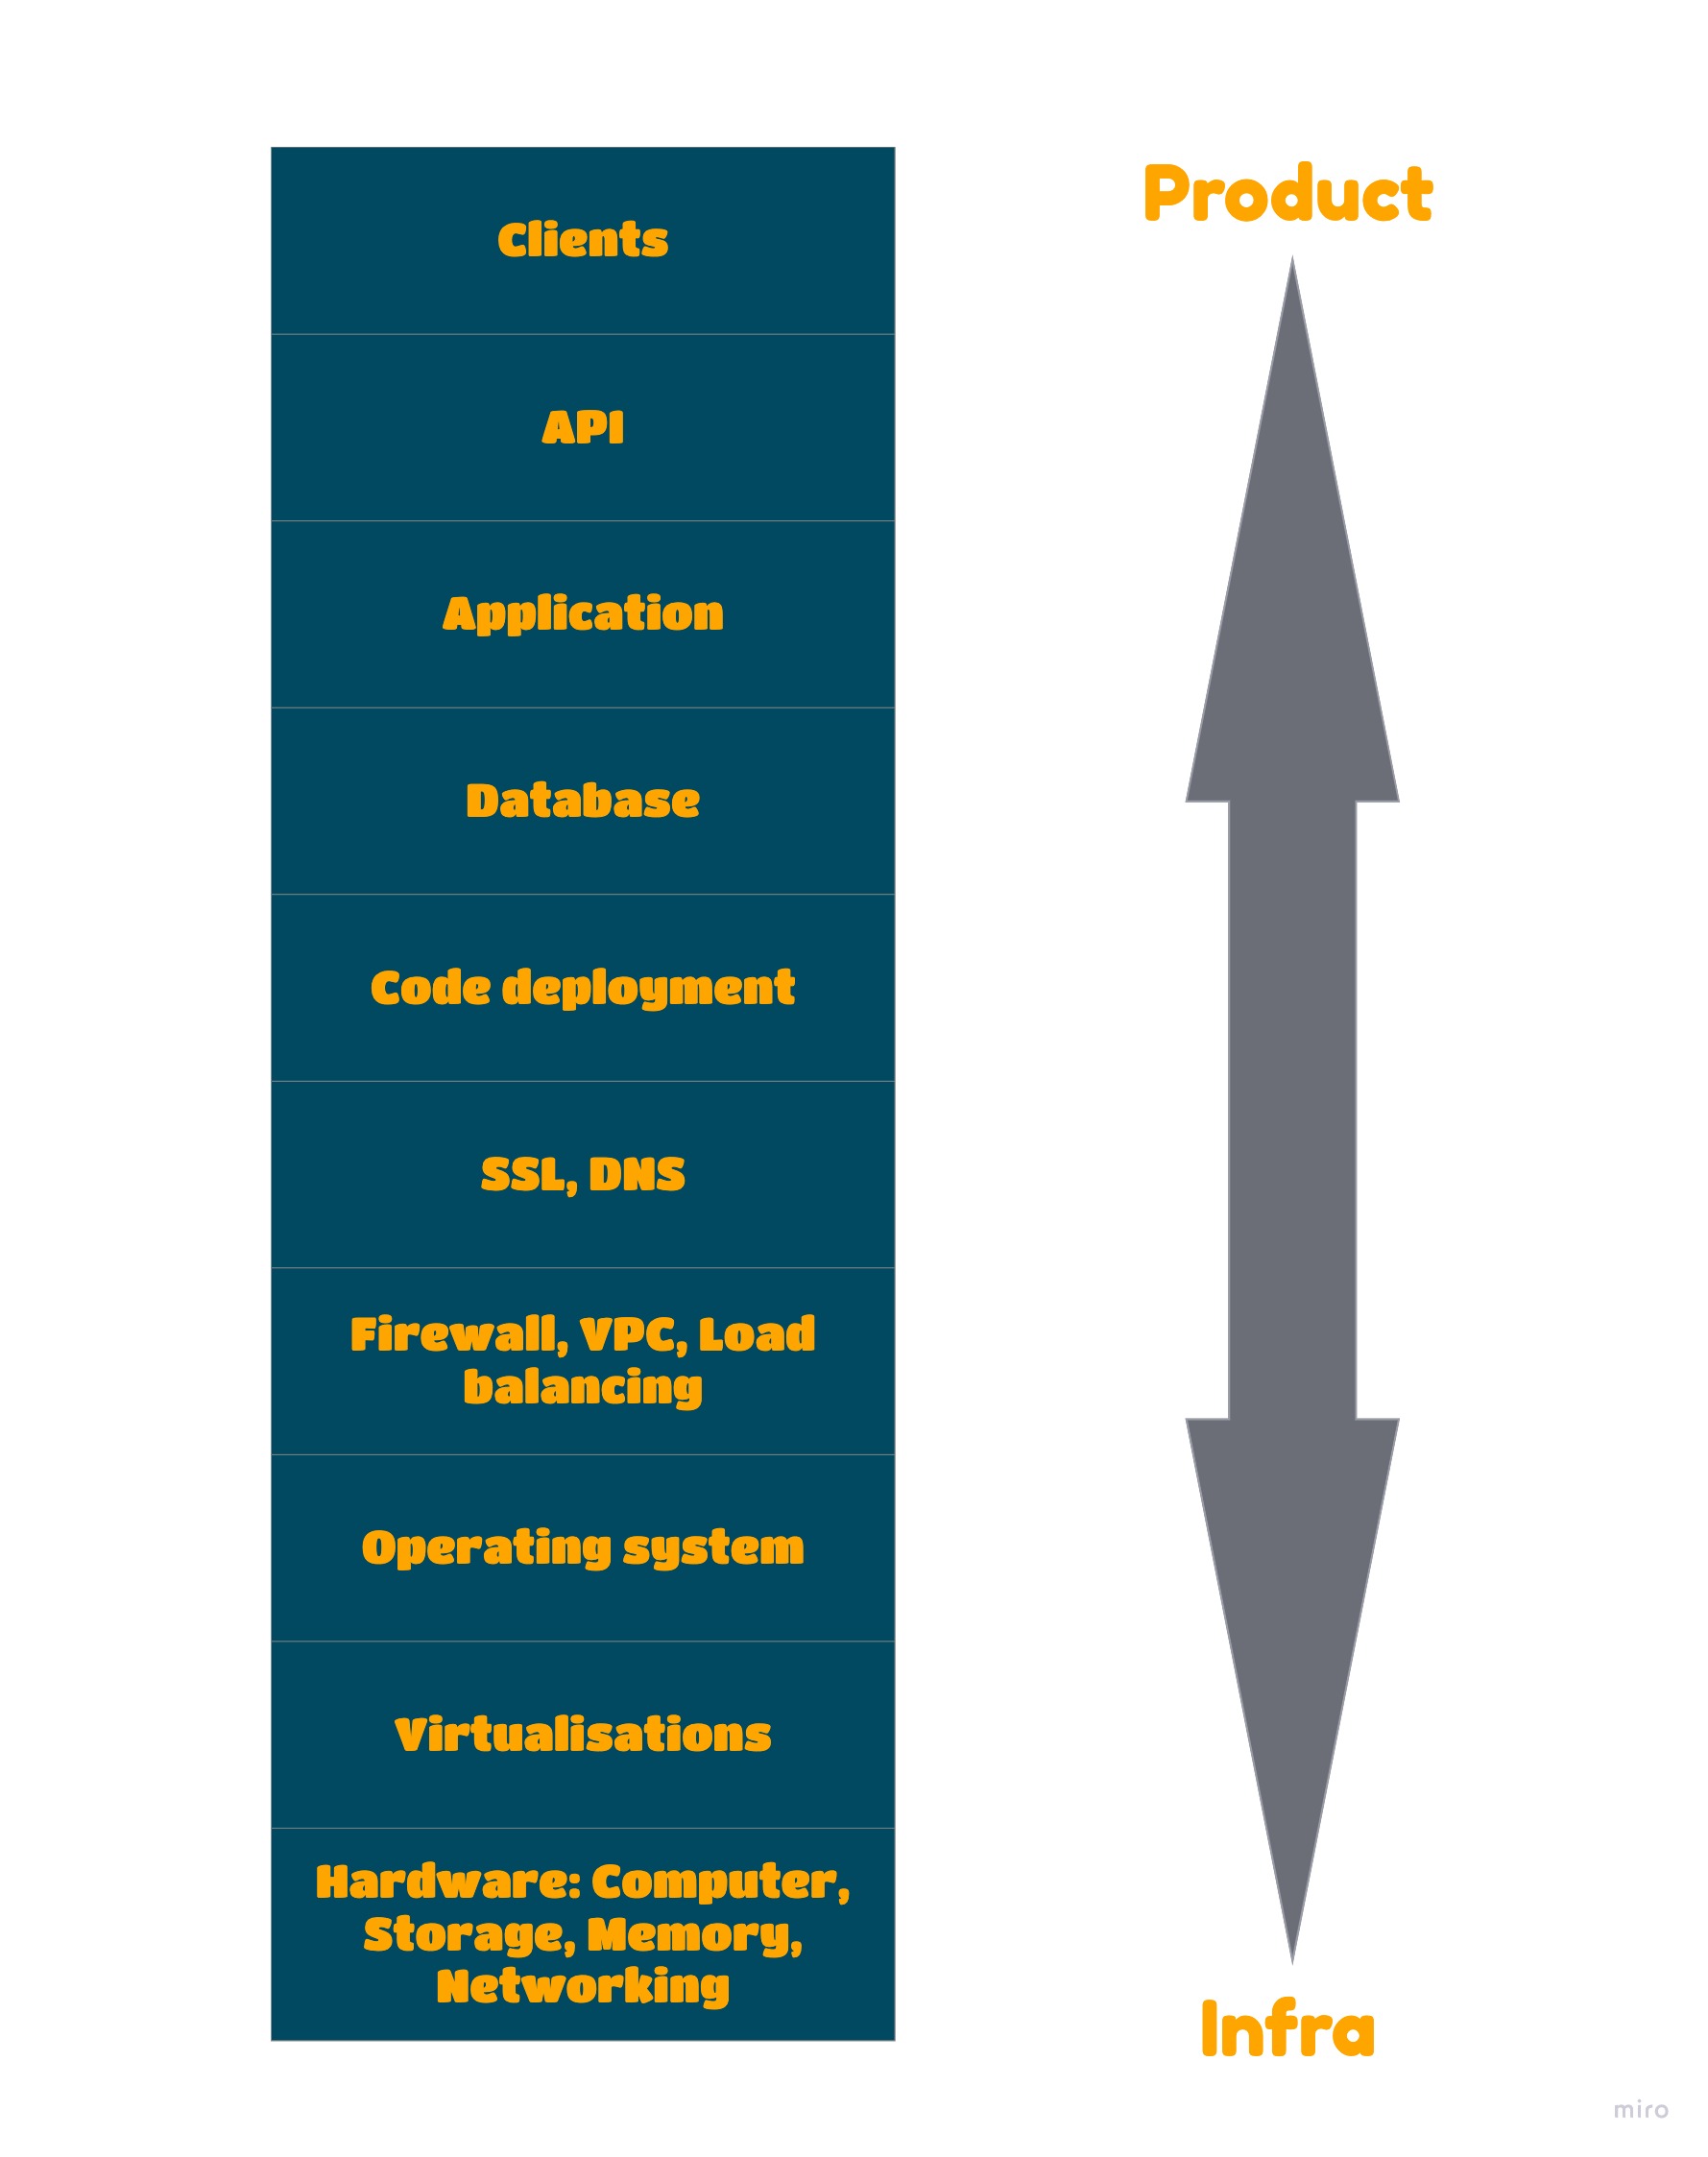 Product
Clients
API
Application
Database
Code deployment
SSL, DNS
Firewall, VPC, Load
balancing
Operating system
Virtualisations
Hardware: Computer,
Storage, Memory,
Networking
Infra
miro